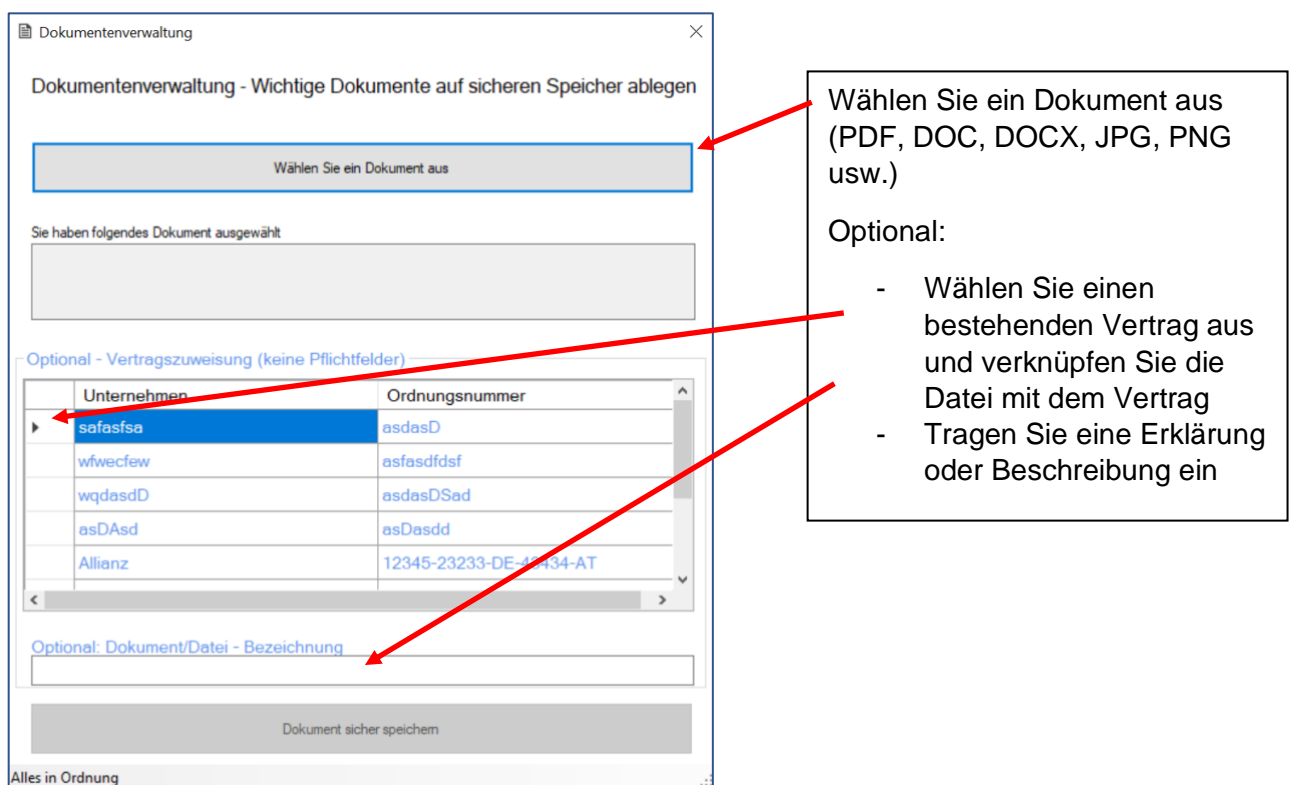 Dokumentenverwaltung
Dokumentenverwaltung - Wichtige Dokumente auf sicheren Speicher ablegen
Wählen Sie ein Dokument aus
Sie haben folgendes Dokument ausgewählt
Optional - Vertragszuweisung (keine Pflichtfelder)
Unternehmen Ordnungsnummer
safasfsa asdasD
wfwecfew asfasdfdsf
wqdasdD asdasDSad
asDAsd asDasdd
Allianz 12345-23233-DE-43434-AT
Optional: Dokument/Datei - Bezeichnung
Dokument sicher speichern
Alles in Ordnung
Wählen Sie ein Dokument aus
(PDF, DOC, DOCX, JPG, PNG
usw.)
Optional:
- Wählen Sie einen
bestehenden Vertrag aus
und verknüpfen Sie die
Datei mit dem Vertrag
- Tragen Sie eine Erklärung
oder Beschreibung ein